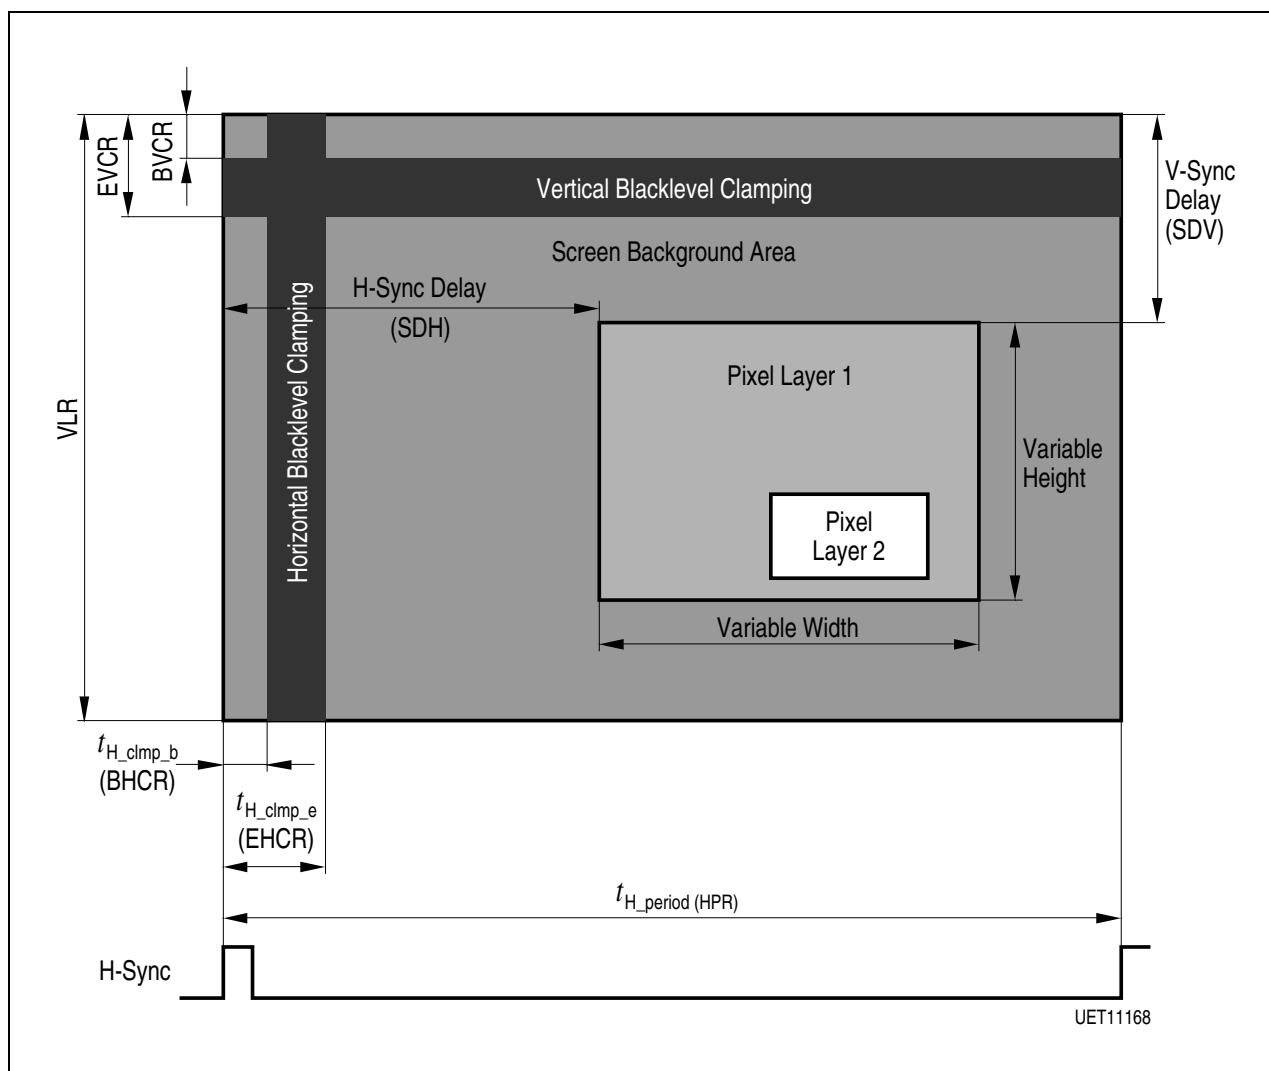 EVCR
BVCR
V-Sync
Delay
(SDV)
Vertical Blacklevel Clamping
Screen Background Area
H-Sync Delay
(SDH)
Horizontal Blacklevel Clamping
VLR
Pixel Layer 1
Variable
Height
Pixel
Layer 2
Variable Width
tH_clmp_b
(BHCR)
tH_clmp_e
(EHCR)
tH_period (HPR)
H-Sync
UET11168